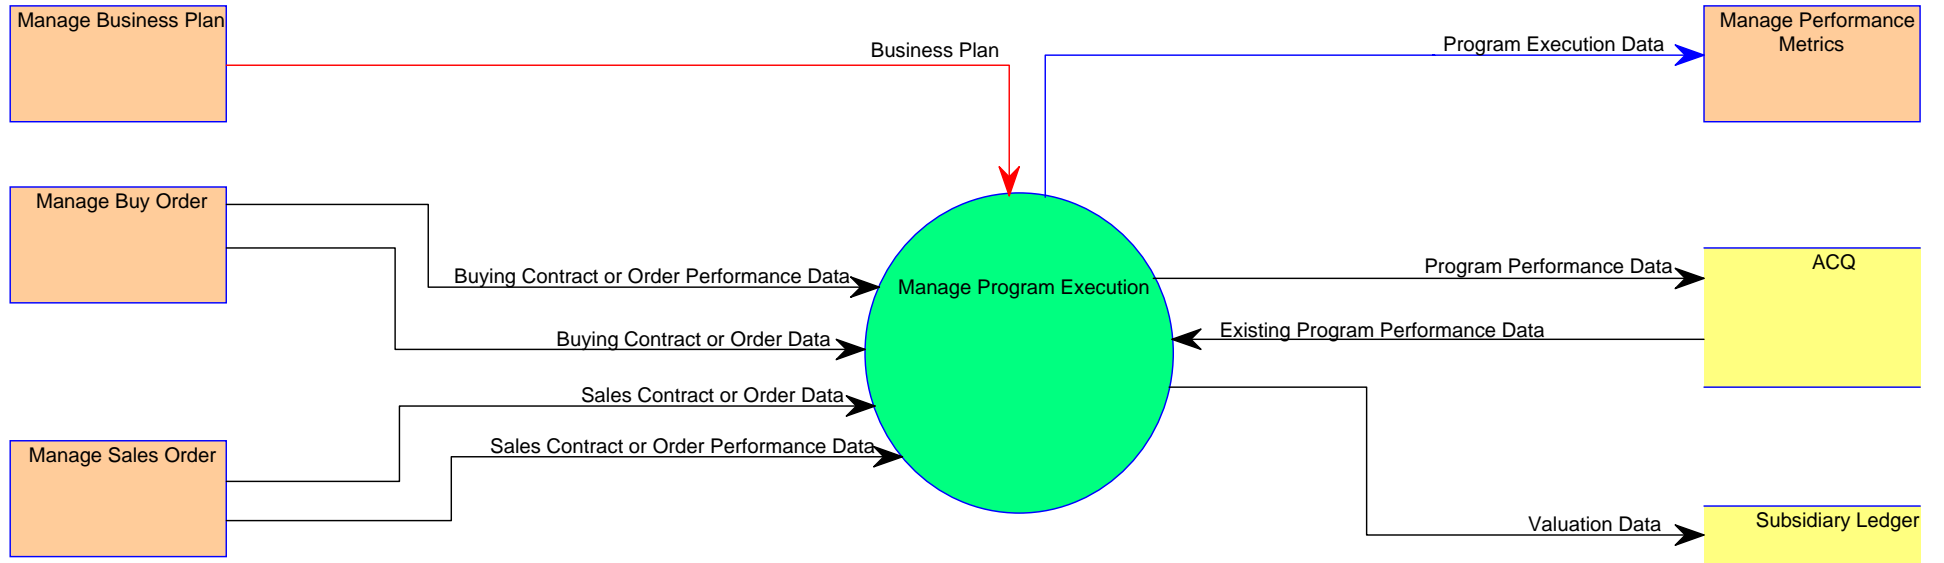 Manage Business Plan
Business Plan
Program Execution Data
Manage Performance
Metrics
Manage Buy Order
Buying Contract or Order Performance Data
Buying Contract or Order Data
Manage Program Execution
Program Performance Data
ACQ
Existing Program Performance Data
Sales Contract or Order Data
Manage Sales Order
Sales Contract or Order Performance Data
Valuation Data
Subsidiary Ledger